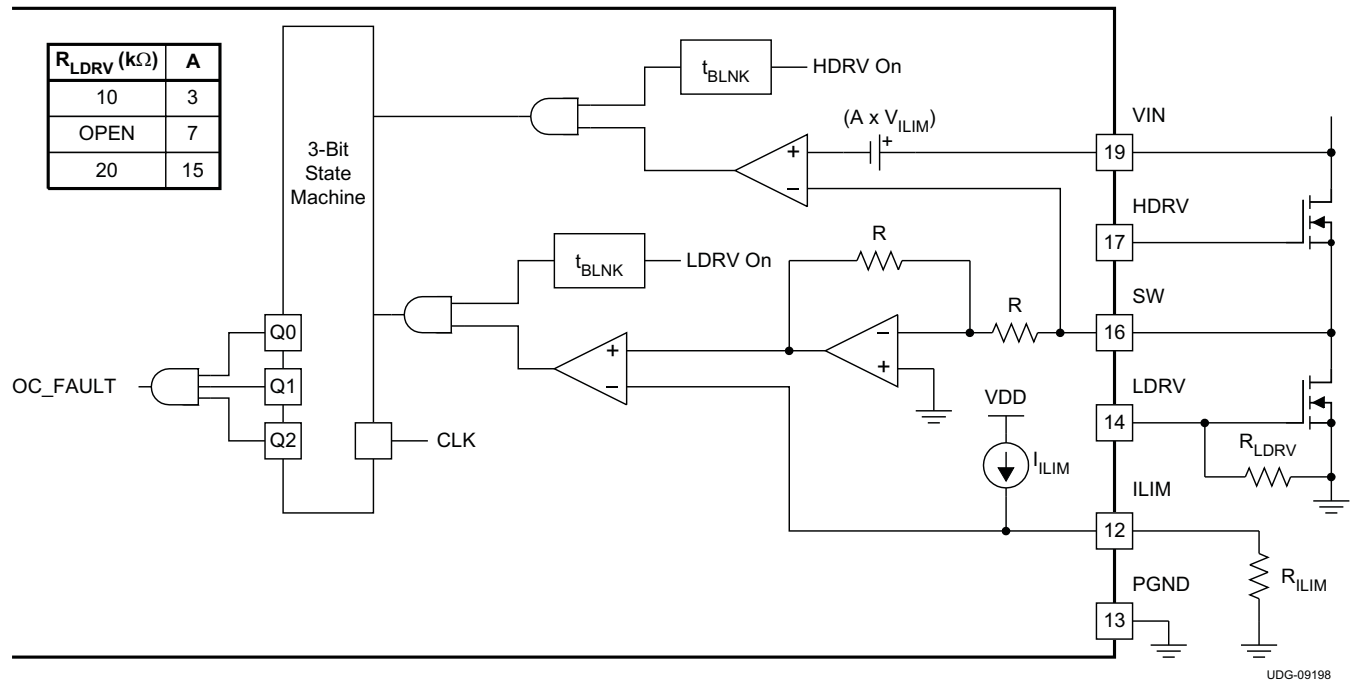 R_LDRV (kΩ) A
10 3
OPEN 7
20 15
3-Bit
State
Machine
t_BLNK
HDRV On
(A x V_ILIM)
+
+
–
VIN
19
HDRV
17
t_BLNK
LDRV On
R
R
SW
16
–
+
+
–
LDRV
14
R_LDRV
VDD
I_ILIM
ILIM
12
R_ILIM
PGND
13
Q0
Q1
Q2
OC_FAULT
CLK
UDG-09198